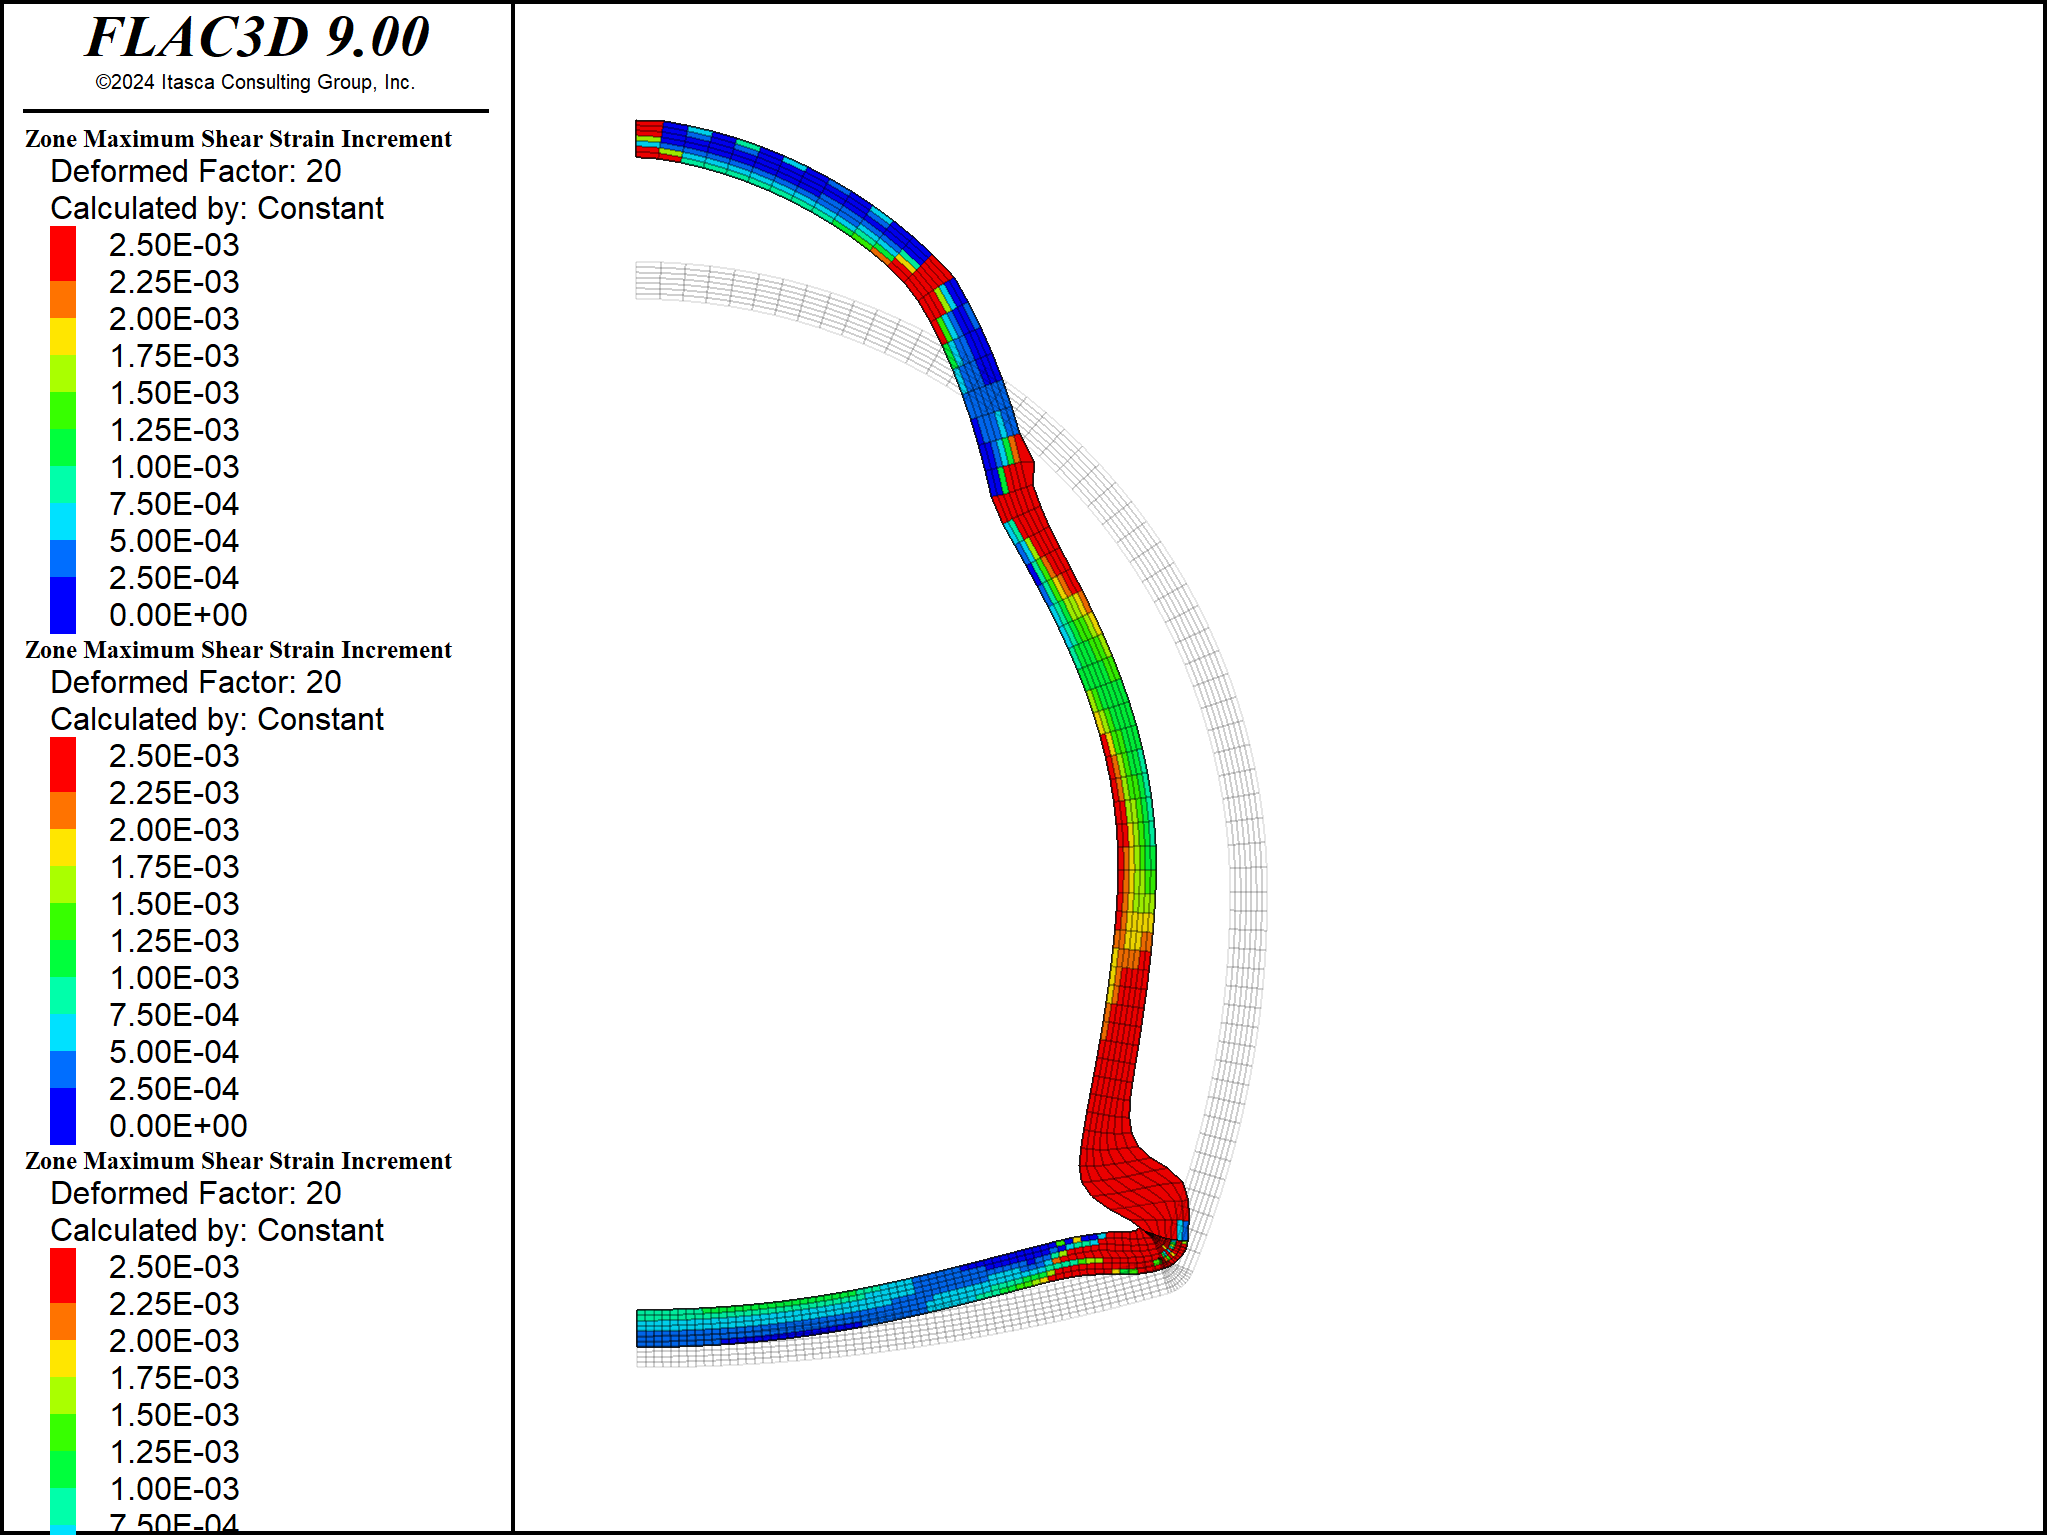 FLAC3D 9.00
©2024 Itasca Consulting Group, Inc.
Zone Maximum Shear Strain Increment
Deformed Factor: 20
Calculated by: Constant
2.50E-03
2.25E-03
2.00E-03
1.75E-03
1.50E-03
1.25E-03
1.00E-03
7.50E-04
5.00E-04
2.50E-04
0.00E+00
Zone Maximum Shear Strain Increment
Deformed Factor: 20
Calculated by: Constant
2.50E-03
2.25E-03
2.00E-03
1.75E-03
1.50E-03
1.25E-03
1.00E-03
7.50E-04
5.00E-04
2.50E-04
0.00E+00
Zone Maximum Shear Strain Increment
Deformed Factor: 20
Calculated by: Constant
2.50E-03
2.25E-03
2.00E-03
1.75E-03
1.50E-03
1.25E-03
1.00E-03
7.50E-04